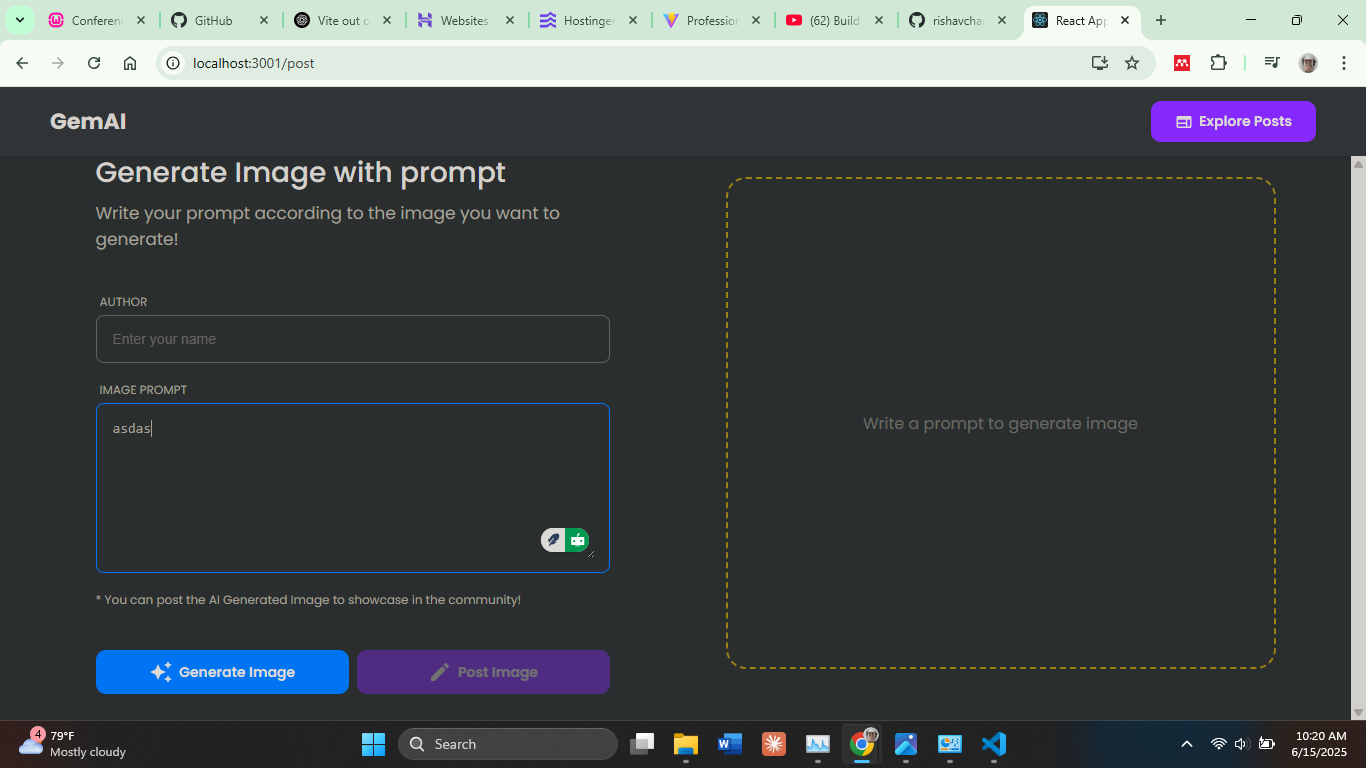 Conferenc
GitHub
Vite out o
Websites
Hostinger
Profession
(62) Build
rishavchan
React App
localhost:3001/post
GemAI
Explore Posts
Generate Image with prompt
Write your prompt according to the image you want to
generate!
AUTHOR
Enter your name
IMAGE PROMPT
asdas
Write a prompt to generate image
* You can post the AI Generated Image to showcase in the community!
Generate Image
Post Image
4
79°F
Mostly cloudy
Search
10:20 AM
6/15/2025